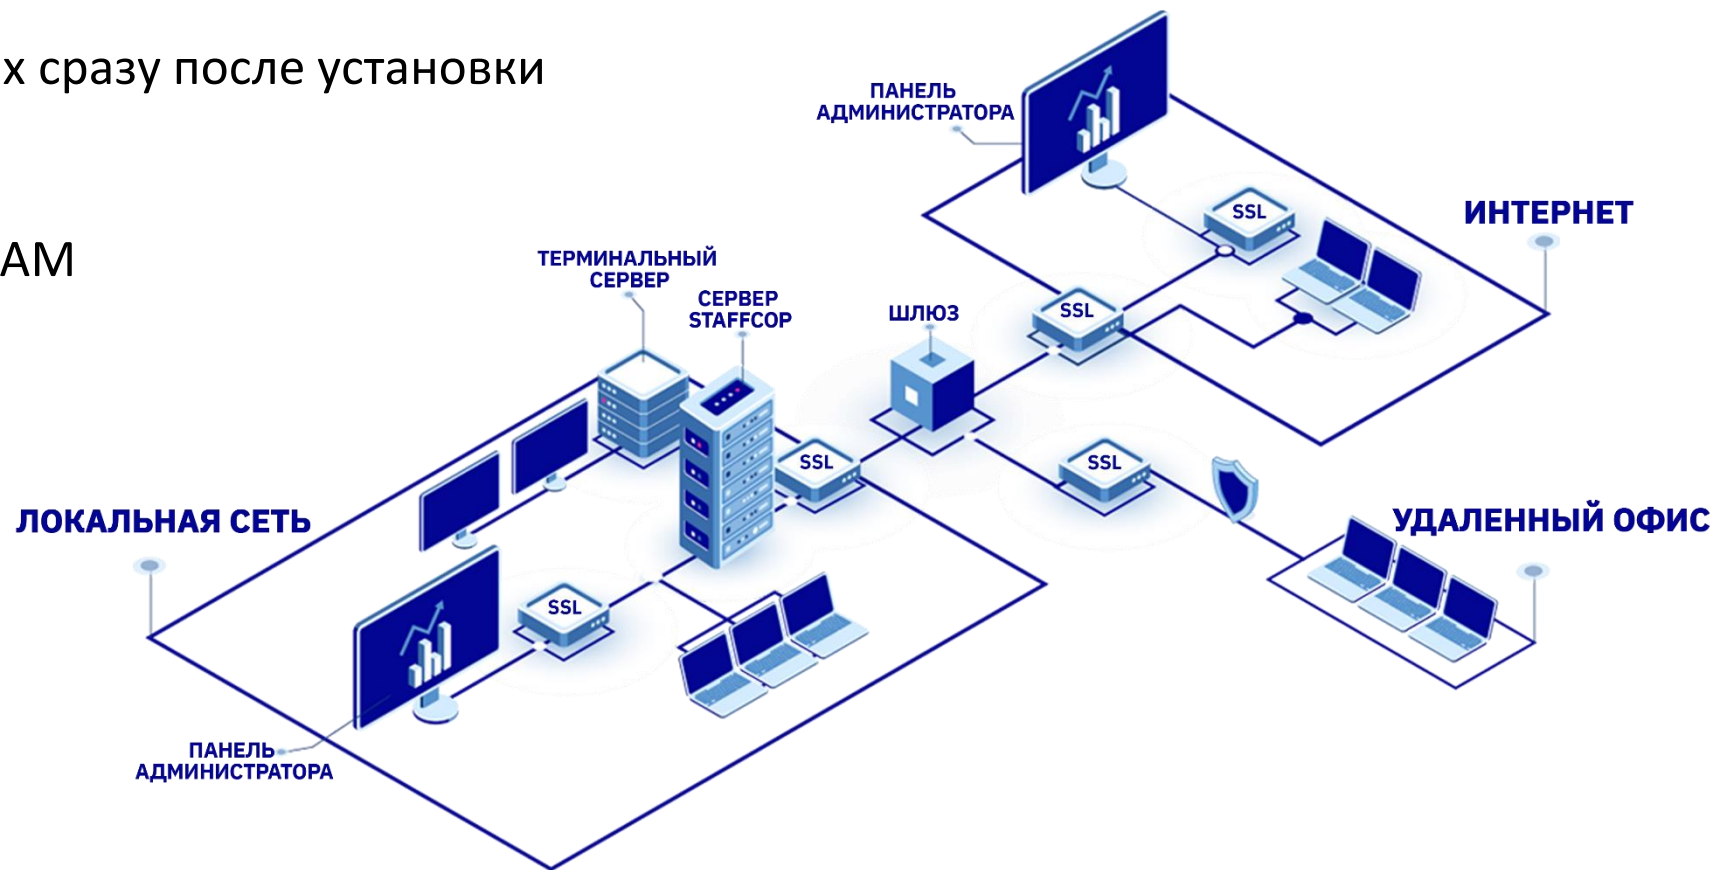 х сразу после установки
АМ
ПАНЕЛЬ
АДМИНИСТРАТОРА
SSL
ИНТЕРНЕТ
ТЕРМИНАЛЬНЫЙ
СЕРВЕР
СЕРВЕР
STAFFCOP
ШЛЮЗ
SSL
SSL
SSL
ЛОКАЛЬНАЯ СЕТЬ
УДАЛЕННЫЙ ОФИС
SSL
ПАНЕЛЬ
АДМИНИСТРАТОРА